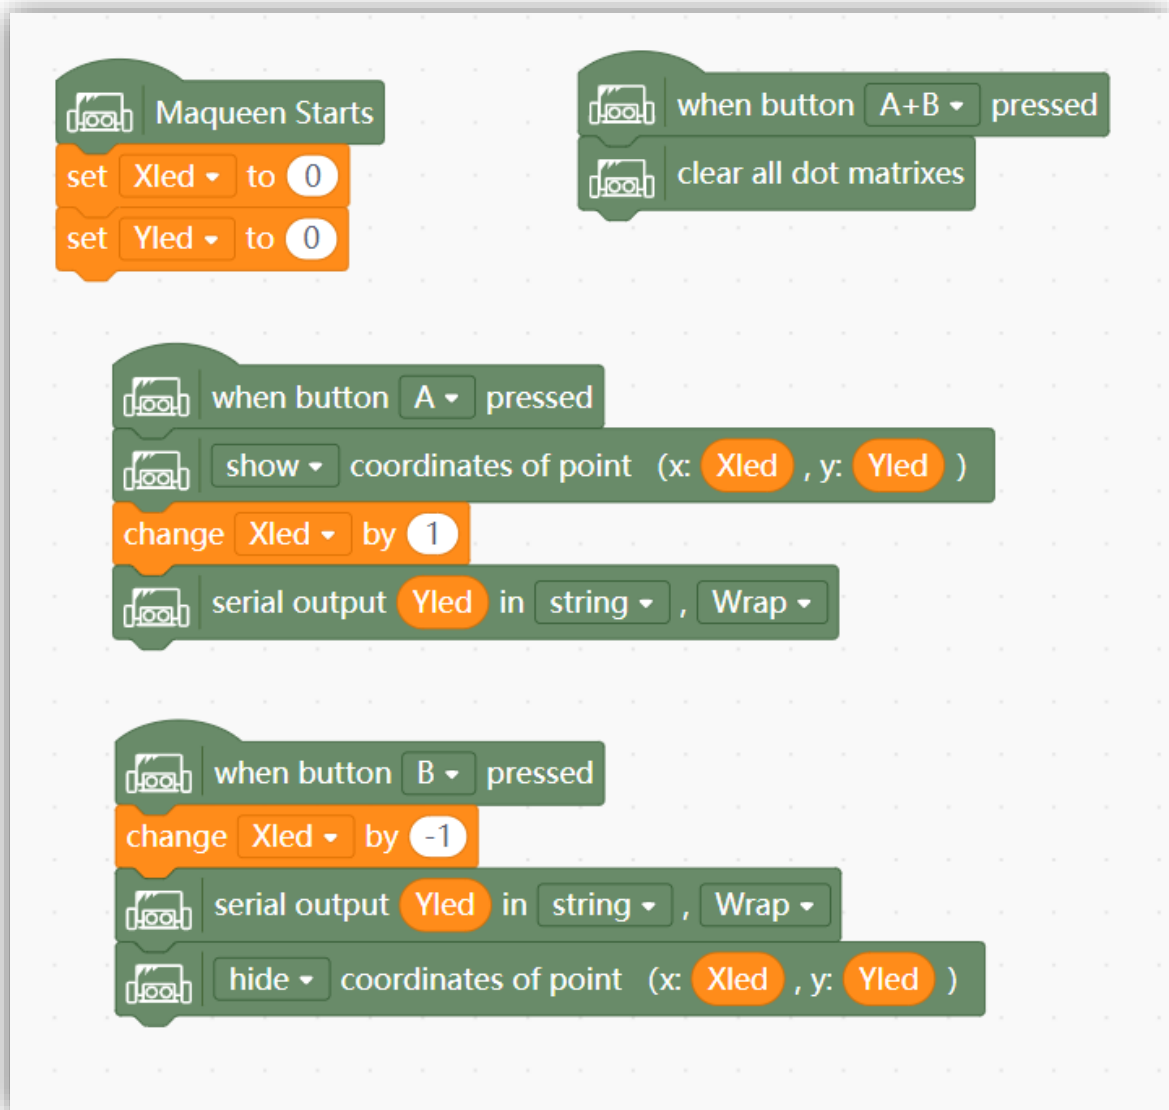 Maqueen Starts
set Xled to 0
set Yled to 0
when button A+B pressed
clear all dot matrixes
when button A pressed
show coordinates of point (x: Xled , y: Yled )
change Xled by 1
serial output Yled in string , Wrap
when button B pressed
change Xled by -1
serial output Yled in string , Wrap
hide coordinates of point (x: Xled , y: Yled )